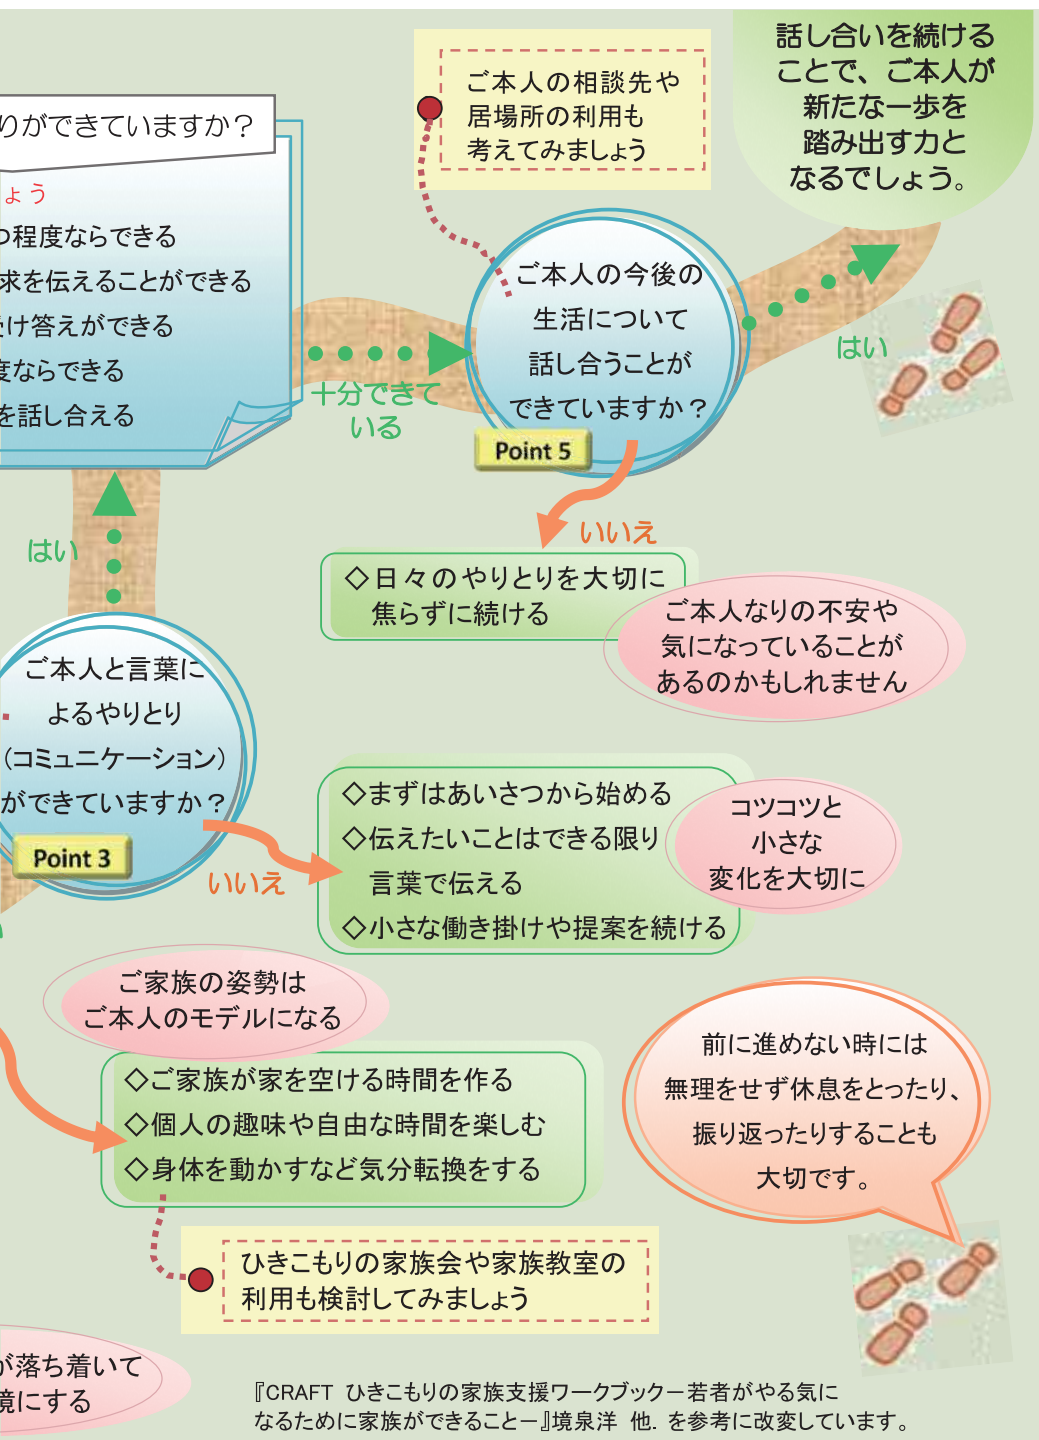 話し合いを続ける
ことで、ご本人が
新たな一歩を
踏み出す力と
なるでしょう。
ご本人の相談先や
居場所の利用も
考えてみましょう
りができていますか？
ょう
つ程度ならできる
求を伝えることができる
受け答えができる
度ならできる
を話し合える
十分できて
いる
ご本人の今後の
生活について
話し合うことが
できていますか？
Point 5
はい
いいえ
◇日々のやりとりを大切に
焦らずに続ける
ご本人なりの不安や
気になっていることが
あるのかもしれません
はい
ご本人と言葉に
よるやりとり
（コミュニケーション）
ができていますか？
Point 3
いいえ
◇まずはあいさつから始める
◇伝えたいことはできる限り
言葉で伝える
◇小さな働き掛けや提案を続ける
コツコツと
小さな
変化を大切に
ご家族の姿勢は
ご本人のモデルになる
◇ご家族が家を空ける時間を作る
◇個人の趣味や自由な時間を楽しむ
◇身体を動かすなど気分転換をする
前に進めない時には
無理をせず休息をとったり、
振り返ったりすることも
大切です。
ひきこもりの家族会や家族教室の
利用も検討してみましょう
が落ち着いて
境にする
『CRAFT ひきこもりの家族支援ワークブック－若者がやる気に
なるために家族ができること－』境泉洋 他. を参考に改変しています。